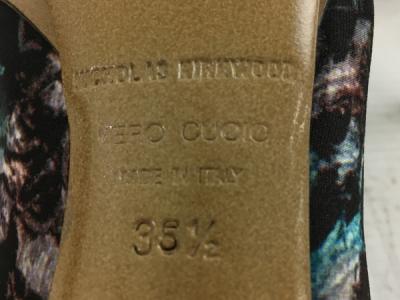 NICHOLAS KIRKWOOD
VERO CUOIO
MADE IN ITALY
35½